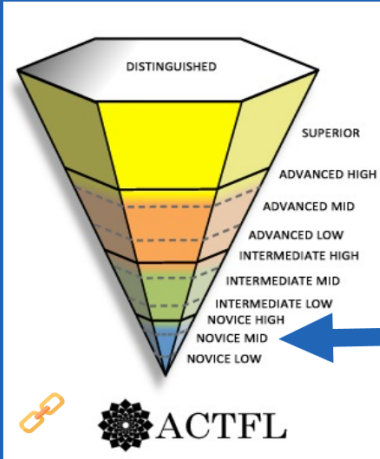 DISTINGUISHED
SUPERIOR
ADVANCED HIGH
ADVANCED MID
ADVANCED LOW
INTERMEDIATE HIGH
INTERMEDIATE MID
INTERMEDIATE LOW
NOVICE HIGH
NOVICE MID
NOVICE LOW
ACTFL